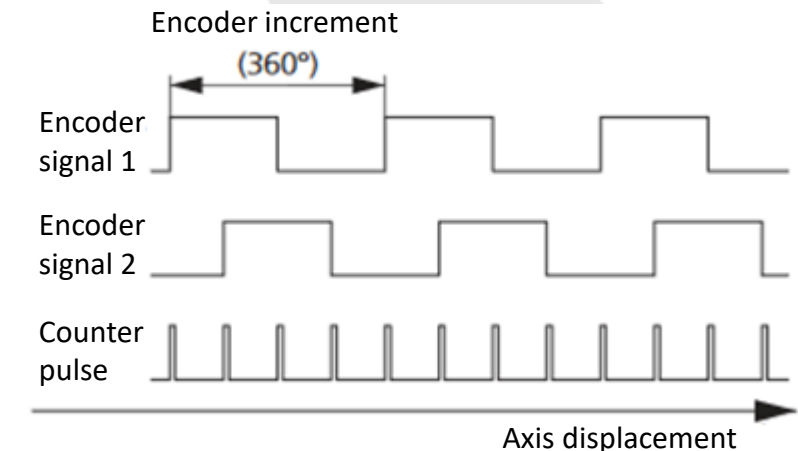 Encoder increment
(360°)
Encoder
signal 1
Encoder
signal 2
Counter
pulse
Axis displacement